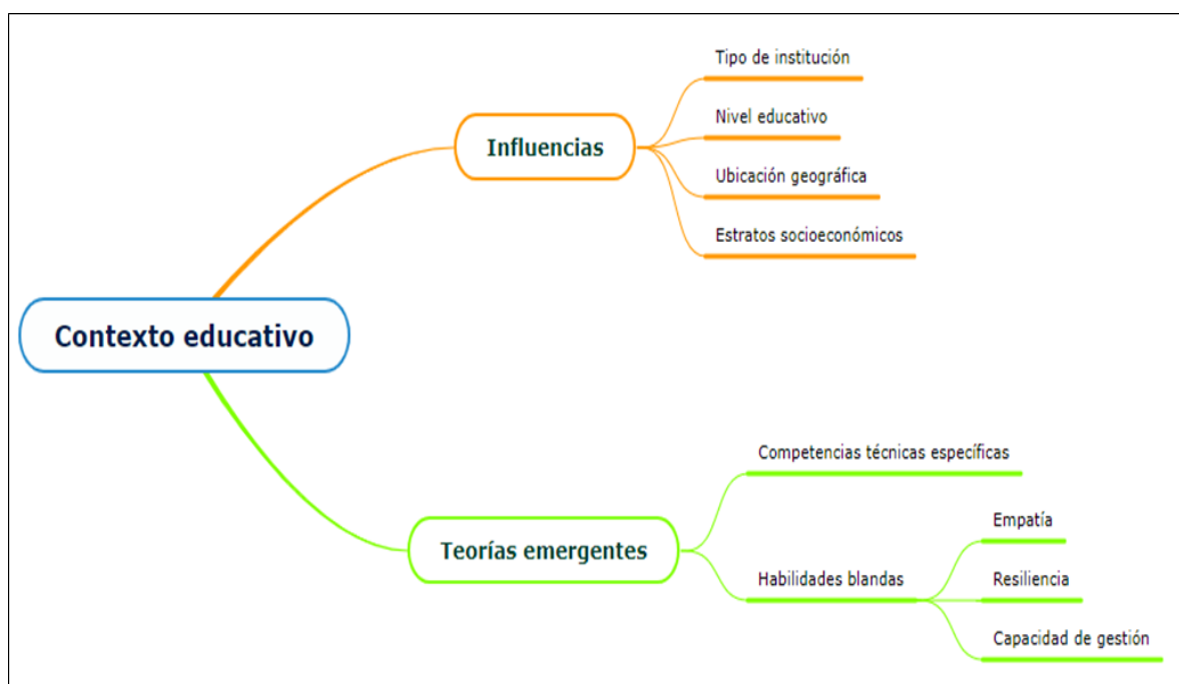 Contexto educativo
Influencias
Tipo de institución
Nivel educativo
Ubicación geográfica
Estratos socioeconómicos
Teorías emergentes
Competencias técnicas específicas
Habilidades blandas
Empatía
Resiliencia
Capacidad de gestión